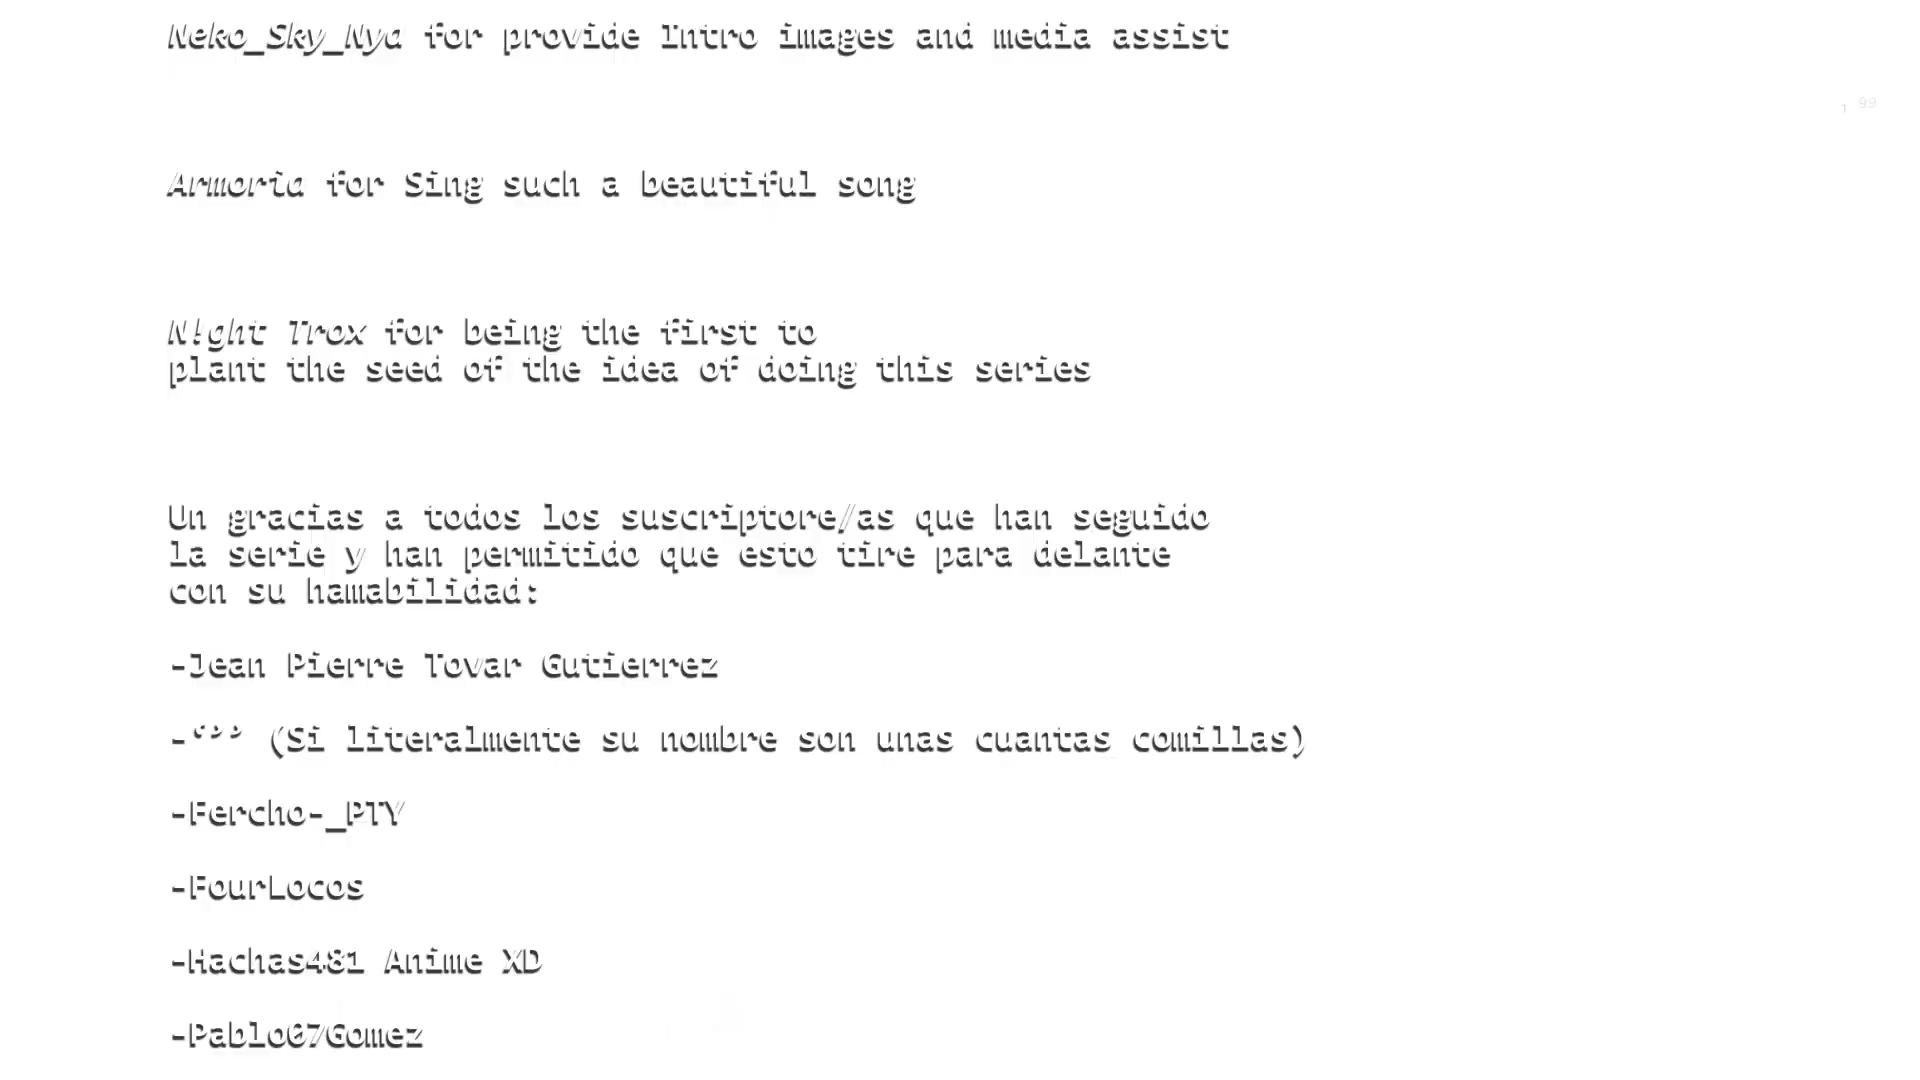 Neko_Sky_Nya for provide Intro images and media assist
99
1
Armoria for Sing such a beautiful song
N!ght Trox for being the first to
plant the seed of the idea of doing this series
Un gracias a todos los suscriptore/as que han seguido
la serie y han permitido que esto tire para delante
con su hamabilidad:
-Jean Pierre Tovar Gutierrez
-‘’’ (Si literalmente su nombre son unas cuantas comillas)
-Fercho-_PTY
-FourLocos
-Hachas481 Anime XD
-Pablo07Gomez